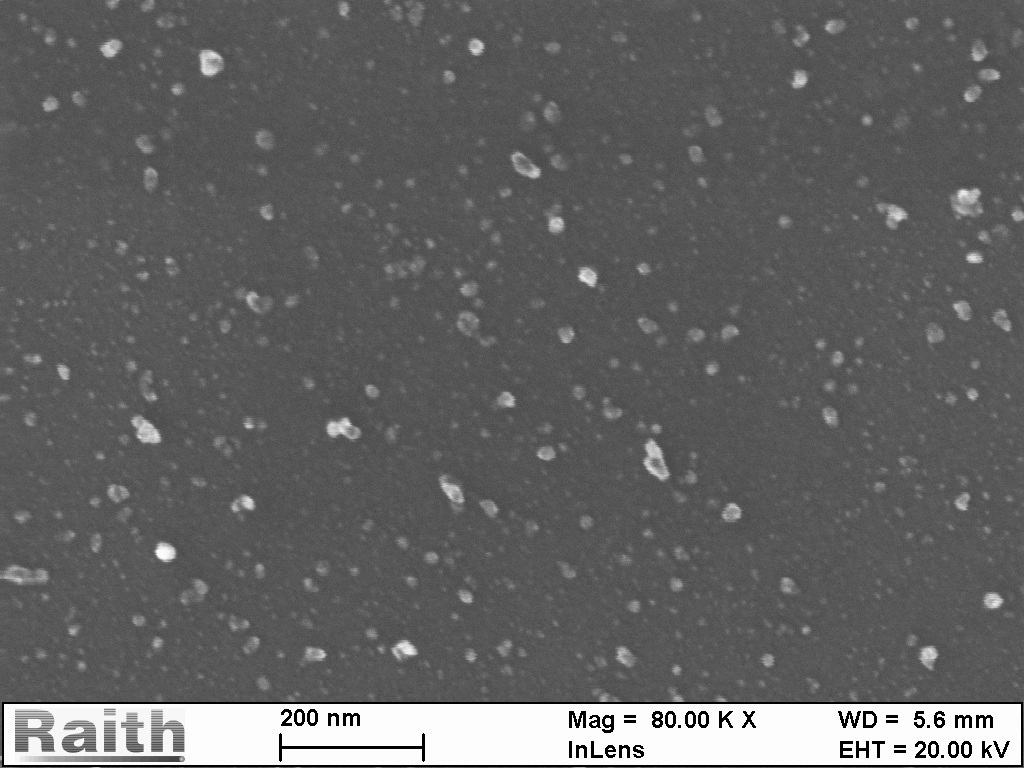 Raith
200 nm
Mag = 80.00 K X
InLens
WD = 5.6 mm
EHT = 20.00 kV